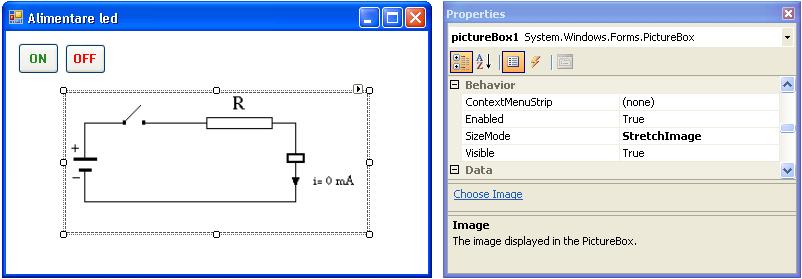 Alimentare led
ON OFF
R
+
−
i= 0 mA
Properties
pictureBox1 System.Windows.Forms.PictureBox
Behavior
ContextMenuStrip (none)
Enabled True
SizeMode StretchImage
Visible True
Data
Choose Image
Image
The image displayed in the PictureBox.